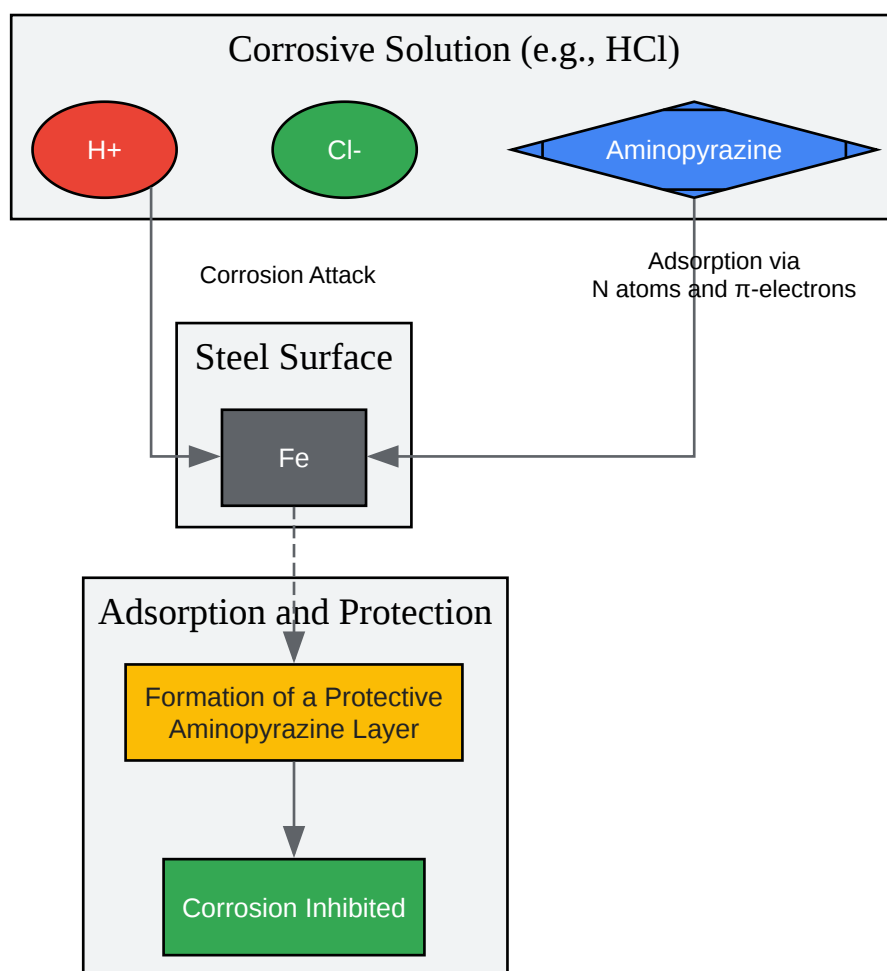 Corrosive Solution (e.g., HCl)
H+
Cl-
Aminopyrazine
Corrosion Attack
Adsorption via
N atoms and π-electrons
Steel Surface
Fe
Adsorption and Protection
Formation of a Protective
Aminopyrazine Layer
Corrosion Inhibited